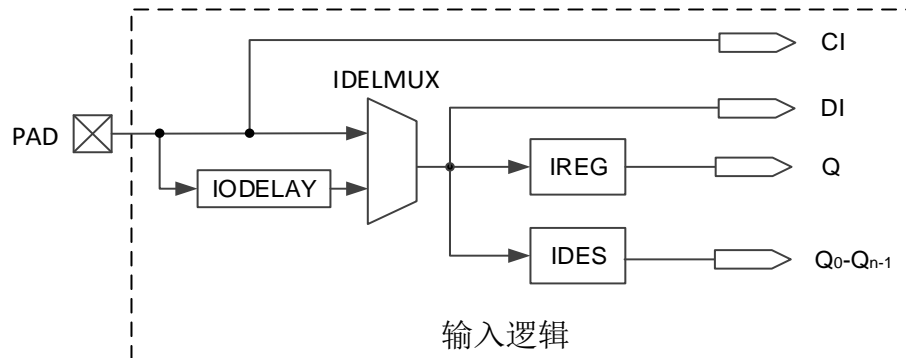 CI
IDELMUX
DI
PAD
IREG
Q
IODELAY
IDES
Q0-Qn-1
输入逻辑